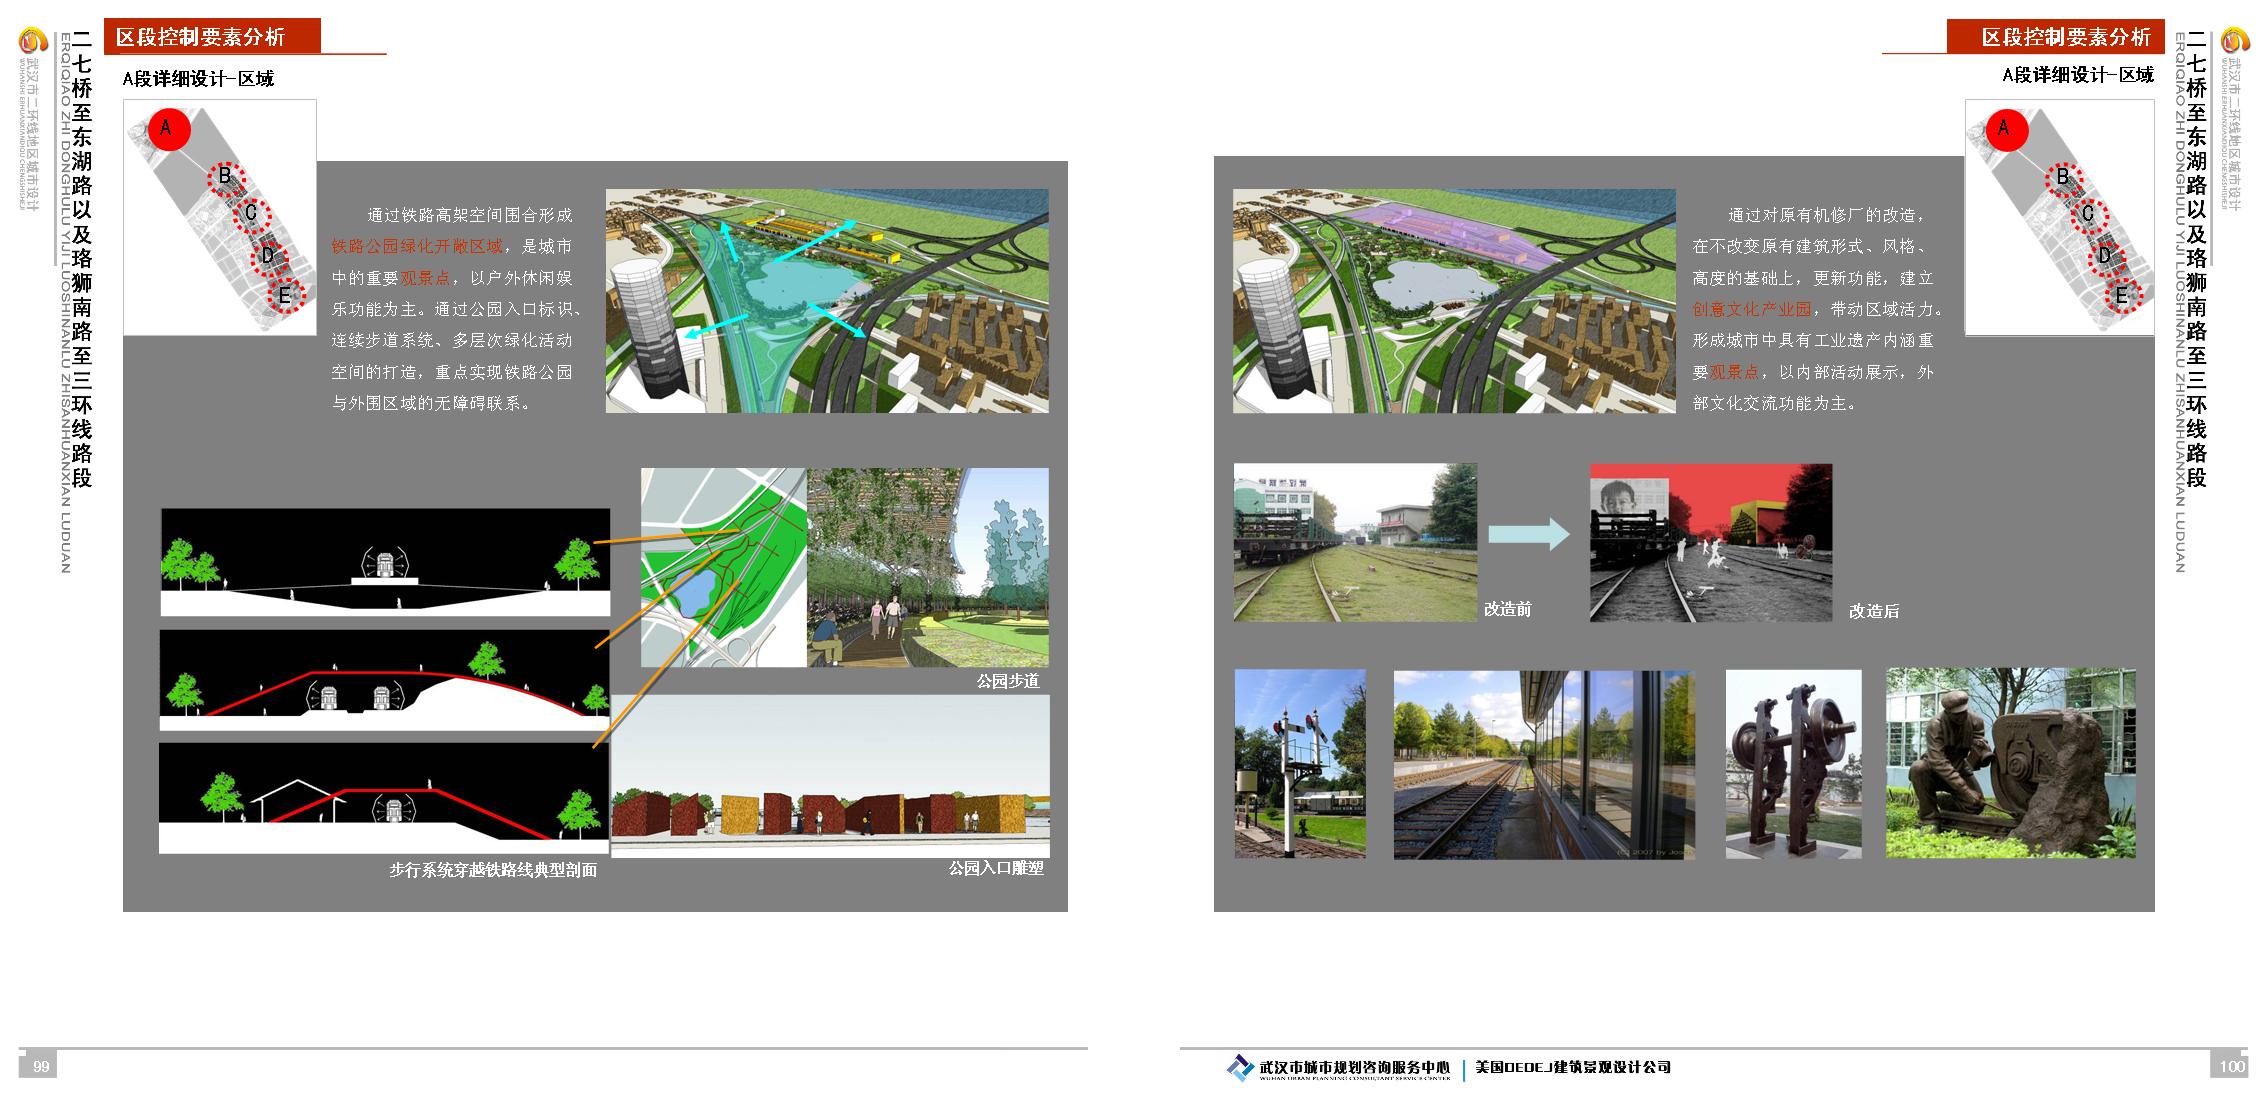 区段控制要素分析
A段详细设计-区域
二七桥至东湖路以及珞狮南路至三环线路段
ERQIQIAO ZHI DONGHULU YIJI LUOSHINANLU ZHISANHUANXIAN LUDUAN
武汉市二环线地区城市设计
WUHANSHI ERHUANXIANDIQU CHENGSHISHEJI
A
B
C
D
E
通过铁路高架空间围合形成
铁路公园绿化开敞区域，是城市
中的重要观景点，以户外休闲娱
乐功能为主。通过公园入口标识、
连续步道系统、多层次绿化活动
空间的打造，重点实现铁路公园
与外围区域的无障碍联系。
公园步道
步行系统穿越铁路线典型剖面
公园入口雕塑
99
区段控制要素分析
A段详细设计-区域
二七桥至东湖路以及珞狮南路至三环线路段
ERQIQIAO ZHI DONGHULU YIJI LUOSHINANLU ZHISANHUANXIAN LUDUAN
武汉市二环线地区城市设计
WUHANSHI ERHUANXIANDIQU CHENGSHISHEJI
A
B
C
D
E
通过对原有机修厂的改造，
在不改变原有建筑形式、风格、
高度的基础上，更新功能，建立
创意文化产业园，带动区域活力。
形成城市中具有工业遗产内涵重
要观景点，以内部活动展示，外
部文化交流功能为主。
改造前
改造后
武汉市城市规划咨询服务中心
WUHAN URBAN PLANNING CONSULTANT SERVICE CENTER
美国DEDEJ建筑景观设计公司
100